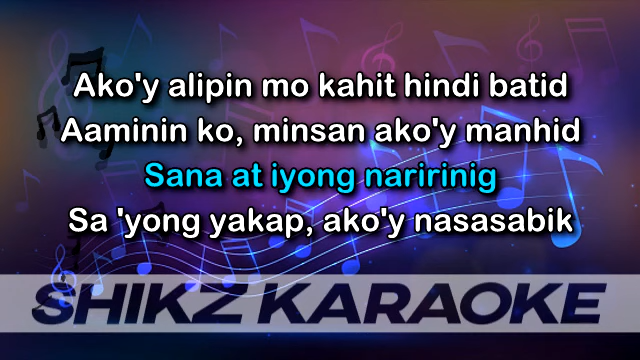 Ako'y alipin mo kahit hindi batid
Aaminin ko, minsan ako'y manhid
Sana at iyong naririnig
Sa 'yong yakap, ako'y nasasabik
SHIKZ KARAOKE